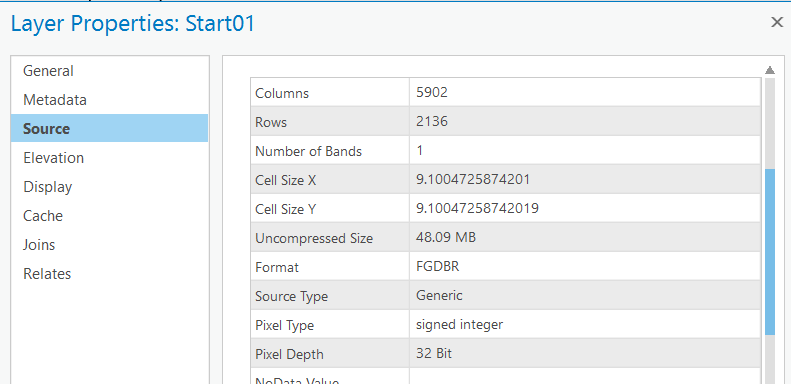 Layer Properties: Start01
General
Metadata
Source
Elevation
Display
Cache
Joins
Relates
Columns 5902
Rows 2136
Number of Bands 1
Cell Size X 9.1004725874201
Cell Size Y 9.10047258742019
Uncompressed Size 48.09 MB
Format FGDBR
Source Type Generic
Pixel Type signed integer
Pixel Depth 32 Bit
NoData Value